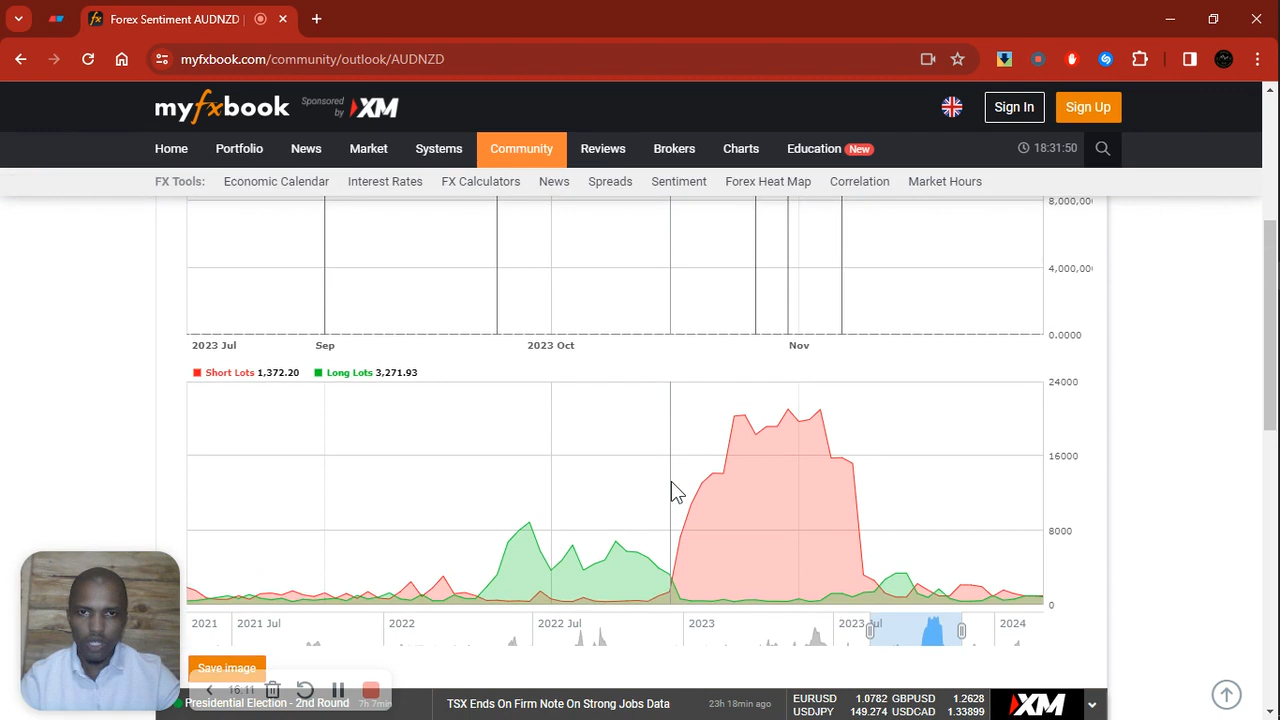 Forex Sentiment AUDNZD
myfxbook.com/community/outlook/AUDNZD
myfxbook Sponsored by XM
Sign In Sign Up
Home Portfolio News Market Systems Community Reviews Brokers Charts Education New 18:31:50
FX Tools: Economic Calendar Interest Rates FX Calculators News Spreads Sentiment Forex Heat Map Correlation Market Hours
4,000,00
0.0000
2023 Jul Sep 2023 Oct Nov
Short Lots 1,372.20 Long Lots 3,271.93
24000
16000
8000
0
2021 2021 Jul 2022 2022 Jul 2023 2023 Jul 2024
Save image
16:11
Presidential Election - 2nd Round 7h 7min TSX Ends On Firm Note On Strong Jobs Data 23h 18min ago
EURUSD 1.0782 GBPUSD 1.2628
USDJPY 149.274 USDCAD 1.33899
XM